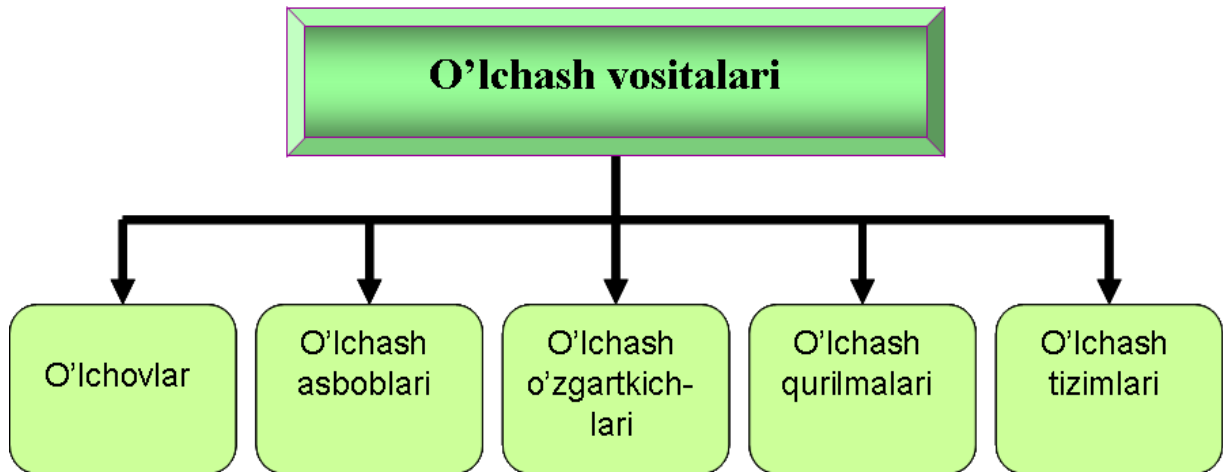 O’lchash vositalari
O’lchovlar
O’lchash
asboblari
O’lchash
o’zgartkich-
lari
O’lchash
qurilmalari
O’lchash
tizimlari